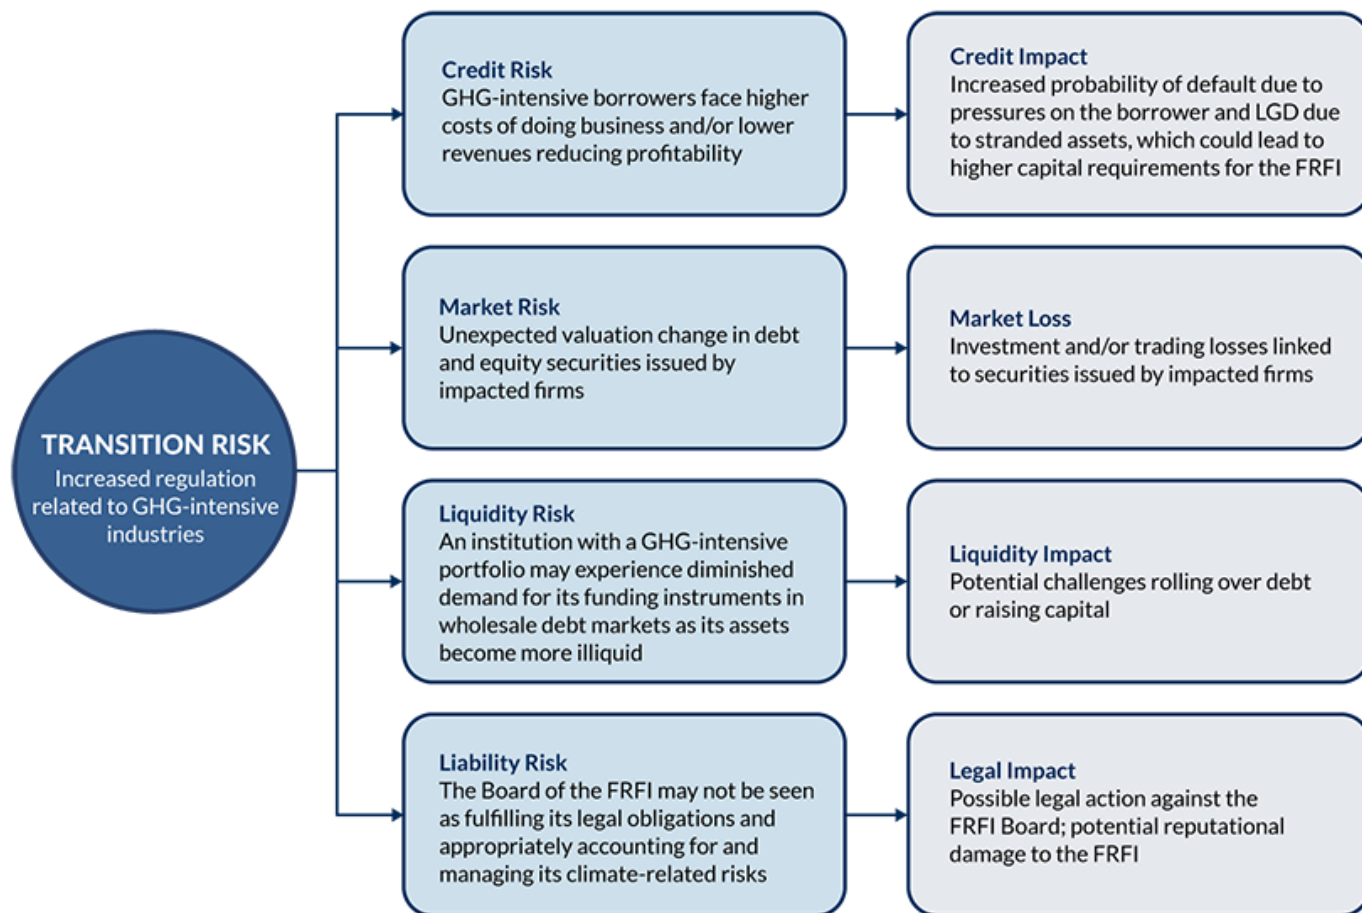 TRANSITION RISK
Increased regulation
related to GHG-intensive
industries
Credit Risk
GHG-intensive borrowers face higher
costs of doing business and/or lower
revenues reducing profitability
Credit Impact
Increased probability of default due to
pressures on the borrower and LGD due
to stranded assets, which could lead to
higher capital requirements for the FRFI
Market Risk
Unexpected valuation change in debt
and equity securities issued by
impacted firms
Market Loss
Investment and/or trading losses linked
to securities issued by impacted firms
Liquidity Risk
An institution with a GHG-intensive
portfolio may experience diminished
demand for its funding instruments in
wholesale debt markets as its assets
become more illiquid
Liquidity Impact
Potential challenges rolling over debt
or raising capital
Liability Risk
The Board of the FRFI may not be seen
as fulfilling its legal obligations and
appropriately accounting for and
managing its climate-related risks
Legal Impact
Possible legal action against the
FRFI Board; potential reputational
damage to the FRFI